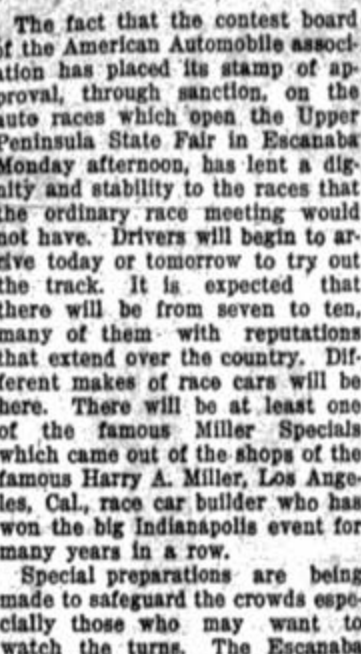 The fact that the contest board
of the American Automobile associ-
ation has placed its stamp of ap-
proval, through sanction, on the
auto races which open the Upper
Peninsula State Fair in Escanaba
Monday afternoon, has lent a dig-
nity and stability to the races that
the ordinary race meeting would
not have. Drivers will begin to ar-
rive today or tomorrow to try out
the track. It is expected that
there will be from seven to ten,
many of them with reputations
that extend over the country. Dif-
ferent makes of race cars will be
here. There will be at least one
of the famous Miller Specials
which came out of the shops of the
famous Harry A. Miller, Los Ange-
les, Cal., race car builder who has
won the big Indianapolis event for
many years in a row.
Special preparations are being
made to safeguard the crowds espe-
cially those who may want to
watch the turns. The Escanaba